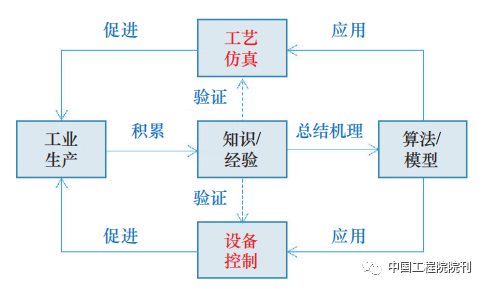 促进
工艺
仿真
应用
验证
工业
生产
积累
知识/
经验
总结机理
算法/
模型
验证
促进
设备
控制
应用
中国工程院院刊